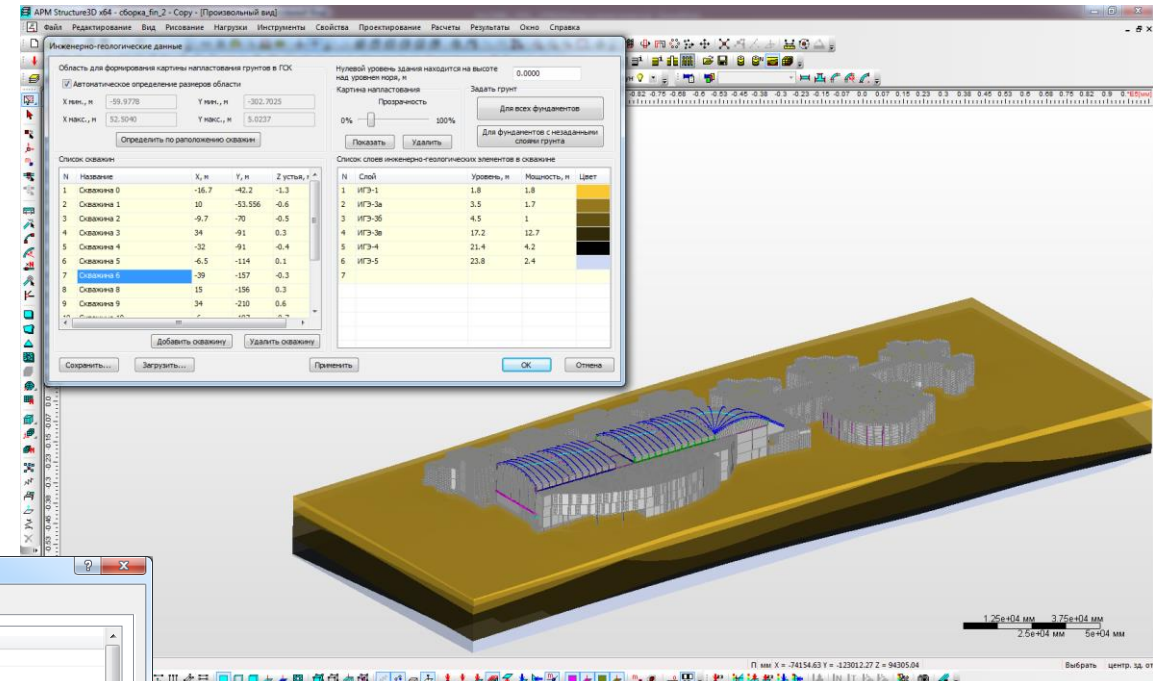 APM Structure3D x64 - сборка_fin_2 - Copy - [Произвольный вид]
Файл Редактирование Вид Рисование Нагрузки Инструменты Свойства Проектирование Расчеты Результаты Окно Справка
Инженерно-геологические данные
Область для формирования картины напластования грунтов в ГСК
Автоматическое определение размеров области
X мин., м -59.9778 Y мин., м -302.7025
X макс., м 52.5040 Y макс., м 5.0237
Определить по раположению скважин
Нулевой уровень здания находится на высоте над уровнем моря, м 0.0000
Картина напластования
Прозрачность
0% 100%
Показать Удалить
Задать грунт
Для всех фундаментов
Для фундаментов с незаданными слоями грунта
Список скважин
N Название X, м Y, м Z устья,
1 Скважина 0 -16.7 -42.2 -1.3
2 Скважина 1 10 -53.556 -0.6
3 Скважина 2 -9.7 -70 -0.5
4 Скважина 3 34 -91 0.3
5 Скважина 4 -32 -91 -0.4
6 Скважина 5 -6.5 -114 0.1
7 Скважина 6 -39 -157 -0.3
8 Скважина 8 15 -156 0.3
9 Скважина 9 34 -210 0.6
Добавить скважину Удалить скважину
Список слоев инженерно-геологических элементов в скважине
N Слой Уровень, м Мощность, м Цвет
1 ИГЭ-1 1.8 1.8
2 ИГЭ-3а 3.5 1.7
3 ИГЭ-3б 4.5 1
4 ИГЭ-3в 17.2 12.7
5 ИГЭ-4 21.4 4.2
6 ИГЭ-5 23.8 2.4
7
Сохранить... Загрузить... Применить OK Отмена
1.25e+04 мм 3.75e+04 мм
2.5e+04 мм 5e+04 мм
П: мм X = -74154.63 Y = -123012.27 Z = 94305.04 Выбрать центр. зд. от